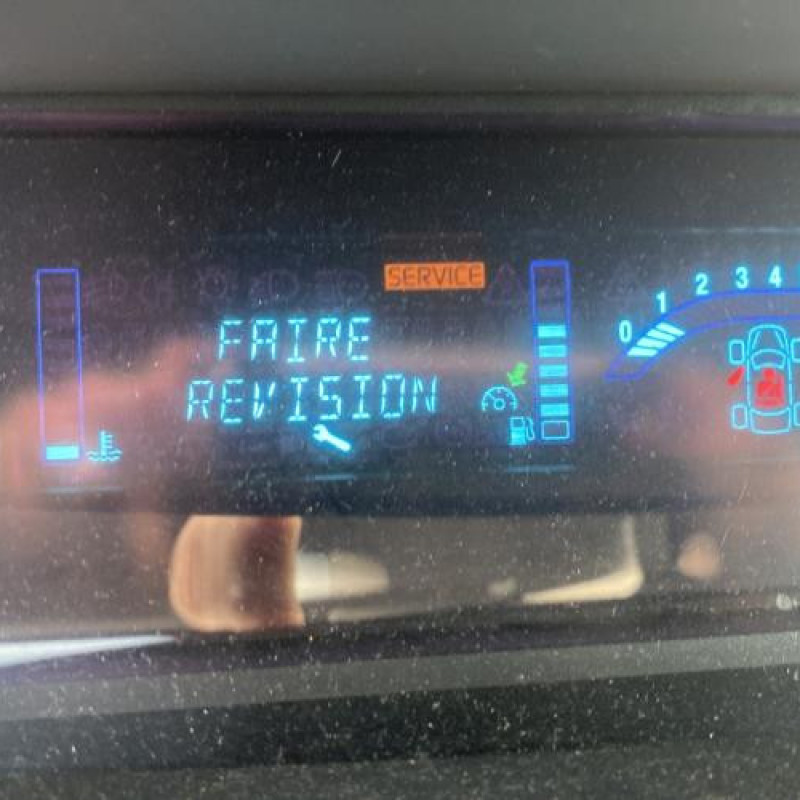 SERVICE
FAIRE
REVISION
0 1 2 3 4